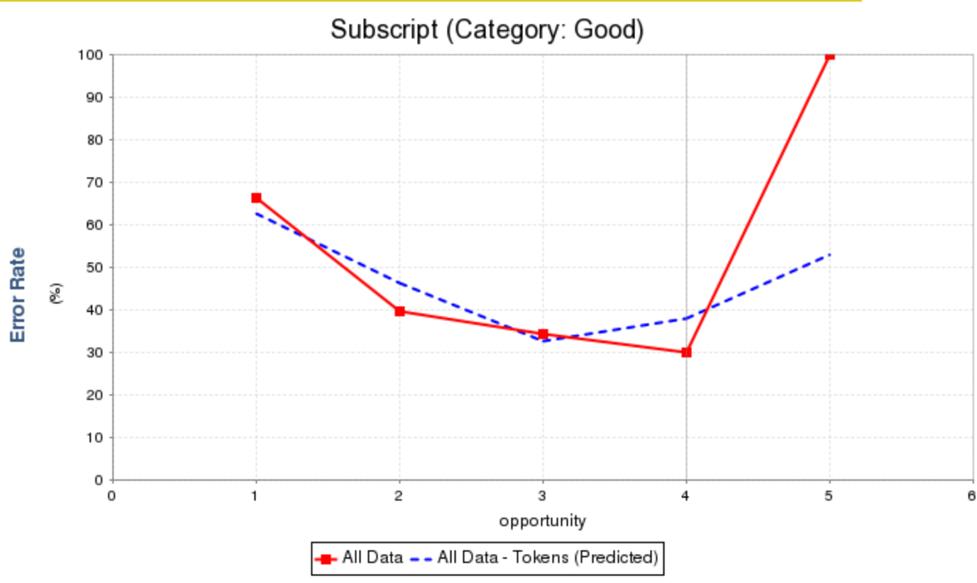 Subscript (Category: Good)
100
90
80
70
60
50
40
30
20
10
0
Error Rate
(%)
0 1 2 3 4 5 6
opportunity
All Data All Data - Tokens (Predicted)